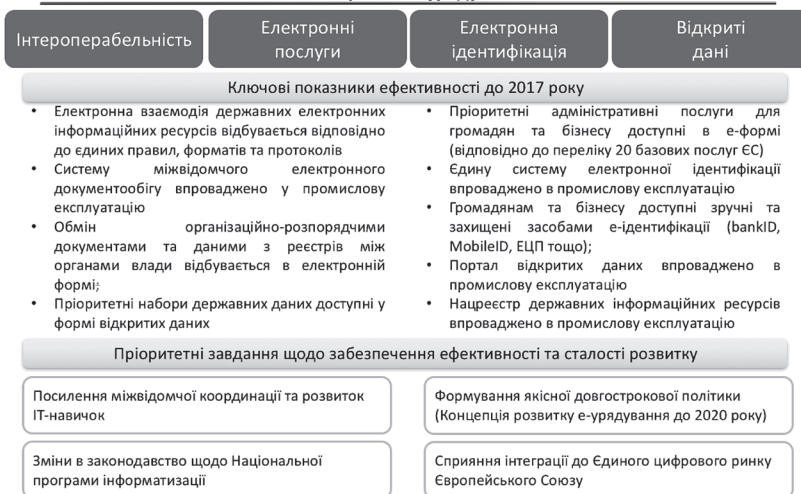 Інтероперабельність
Електронні
послуги
Електронна
ідентифікація
Відкриті
дані
Ключові показники ефективності до 2017 року
• Електронна взаємодія державних електронних
інформаційних ресурсів відбувається відповідно
до єдиних правил, форматів та протоколів
• Систему міжвідомчого електронного
документообігу впроваджено у промислову
експлуатацію
• Обмін організаційно-розпорядчими
документами та даними з реєстрів між
органами влади відбувається в електронній
формі;
• Пріоритетні набори державних даних доступні у
формі відкритих даних
• Пріоритетні адміністративні послуги для
громадян та бізнесу доступні в е-формі
(відповідно до переліку 20 базових послуг ЄС)
• Єдину систему електронної ідентифікації
впроваджено в промислову експлуатацію
• Громадянам та бізнесу доступні зручні та
захищені засобами е-ідентифікації (bankID,
MobileID, ЕЦП тощо);
• Портал відкритих даних впроваджено в
промислову експлуатацію
• Нацреєстр державних інформаційних ресурсів
впроваджено в промислову експлуатацію
Пріоритетні завдання щодо забезпечення ефективності та сталості розвитку
Посилення міжвідомчої координації та розвиток
ІТ-навичок
Формування якісної довгострокової політики
(Концепція розвитку е-урядування до 2020 року)
Зміни в законодавство щодо Національної
програми інформатизації
Сприяння інтеграції до Єдиного цифрового ринку
Європейського Союзу